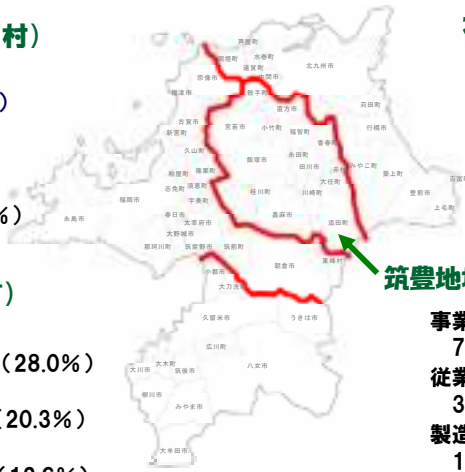 村)
)
%)
)
(28.0%)
(20.3%)
筑豊地
事業
7
従業
3
製造
1
芦屋町
水巻町
北九州市
岡垣町
遠賀町
中間市
宗像市
鞍手町
福津市
直方市
苅田町
古賀市
宮若市
小竹町
福智町
行橋市
新宮町
香春町
久山町
飯塚市
糸田町
赤村
みやこ町
築上町
吉富町
粕屋町
篠栗町
田川市
大任町
豊前市
志免町
須恵町
桂川町
川崎町
上毛町
福岡市
宇美町
糸島市
春日市
太宰府市
嘉麻市
添田町
大野城市
那珂川町
筑紫野市
筑前町
東峰村
小郡市
朝倉市
大刀洗町
久留米市
うきは市
広川町
大木町
大川市
筑後市
八女市
柳川市
みやま市
大牟田市